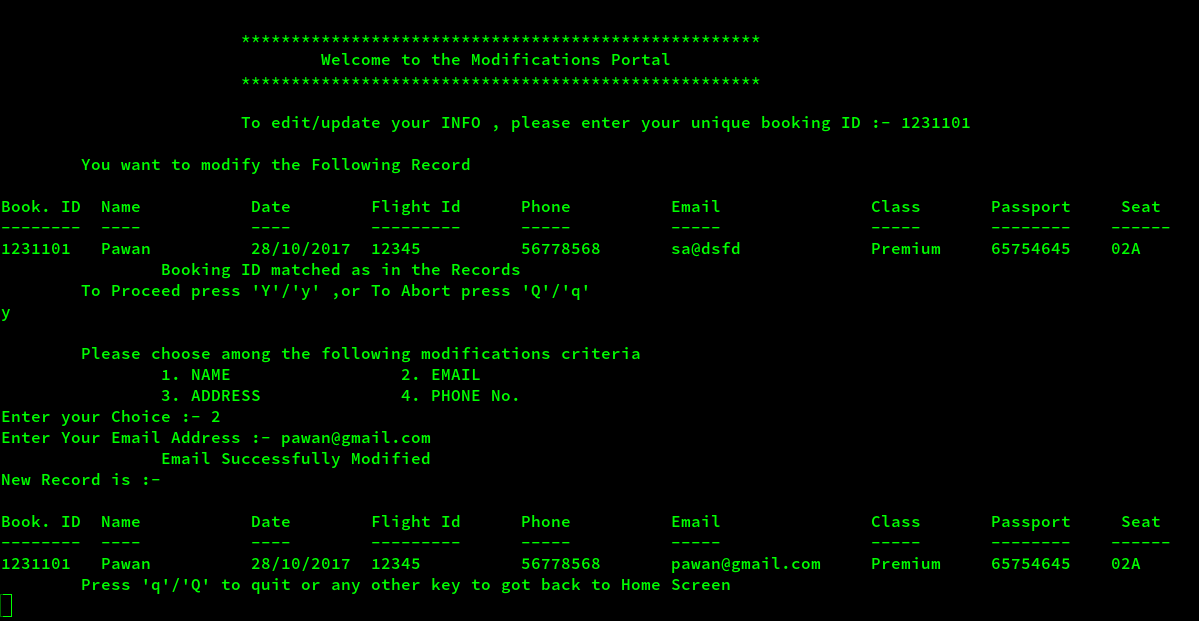 ****************************************************
Welcome to the Modifications Portal
****************************************************
To edit/update your INFO , please enter your unique booking ID :- 1231101
You want to modify the Following Record
Book. ID  Name           Date        Flight Id      Phone          Email               Class       Passport     Seat
--------  ----           ----        ---------      -----          -----               -----       --------    ------
1231101   Pawan          28/10/2017  12345          56778568       sa@dsfd             Premium     65754645    02A
Booking ID matched as in the Records
To Proceed press 'Y'/'y' ,or To Abort press 'Q'/'q'
y
Please choose among the following modifications criteria
1. NAME                 2. EMAIL
3. ADDRESS              4. PHONE No.
Enter your Choice :- 2
Enter Your Email Address :- pawan@gmail.com
Email Successfully Modified
New Record is :-
Book. ID  Name           Date        Flight Id      Phone          Email               Class       Passport     Seat
--------  ----           ----        ---------      -----          -----               -----       --------    ------
1231101   Pawan          28/10/2017  12345          56778568       pawan@gmail.com     Premium     65754645    02A
Press 'q'/'Q' to quit or any other key to got back to Home Screen